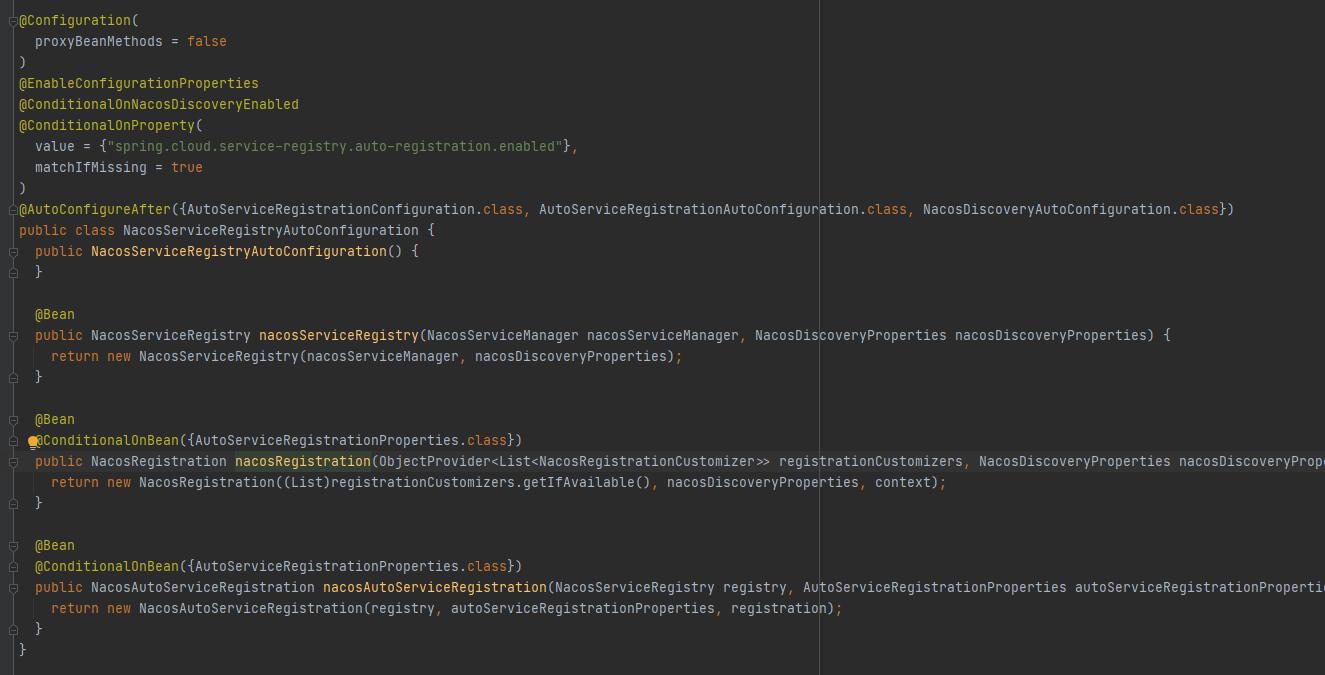 @Configuration(
  proxyBeanMethods = false
)
@EnableConfigurationProperties
@ConditionalOnNacosDiscoveryEnabled
@ConditionalOnProperty(
  value = {"spring.cloud.service-registry.auto-registration.enabled"},
  matchIfMissing = true
)
@AutoConfigureAfter({AutoServiceRegistrationConfiguration.class, AutoServiceRegistrationAutoConfiguration.class, NacosDiscoveryAutoConfiguration.class})
public class NacosServiceRegistryAutoConfiguration {
  public NacosServiceRegistryAutoConfiguration() {
  }

  @Bean
  public NacosServiceRegistry nacosServiceRegistry(NacosServiceManager nacosServiceManager, NacosDiscoveryProperties nacosDiscoveryProperties) {
    return new NacosServiceRegistry(nacosServiceManager, nacosDiscoveryProperties);
  }

  @Bean
  @ConditionalOnBean({AutoServiceRegistrationProperties.class})
  public NacosRegistration nacosRegistration(ObjectProvider<List<NacosRegistrationCustomizer>> registrationCustomizers, NacosDiscoveryProperties nacosDiscoveryPrope
    return new NacosRegistration((List)registrationCustomizers.getIfAvailable(), nacosDiscoveryProperties, context);
  }

  @Bean
  @ConditionalOnBean({AutoServiceRegistrationProperties.class})
  public NacosAutoServiceRegistration nacosAutoServiceRegistration(NacosServiceRegistry registry, AutoServiceRegistrationProperties autoServiceRegistrationProperti
    return new NacosAutoServiceRegistration(registry, autoServiceRegistrationProperties, registration);
  }
}